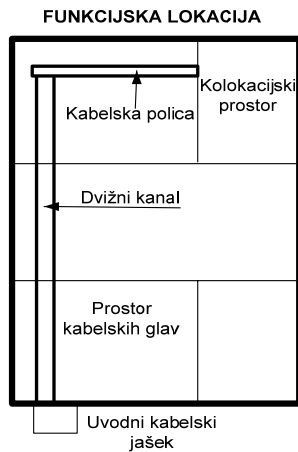 FUNKCIJSKA LOKACIJA
Kolokacijski
prostor
Kabelska polica
Dvižni kanal
Prostor
kabelskih glav
Uvodni kabelski
jašek